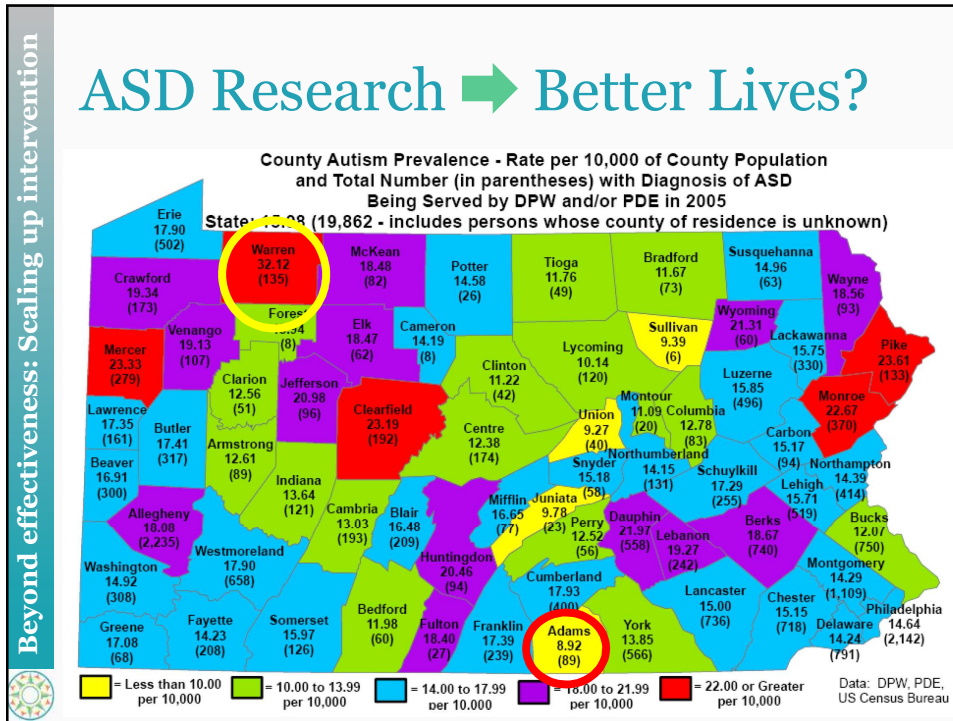 Beyond effectiveness: Scaling up intervention
ASD Research Better Lives?
County Autism Prevalence - Rate per 10,000 of County Population
and Total Number (in parentheses) with Diagnosis of ASD
Being Served by DPW and/or PDE in 2005
State: (19,862 - includes persons whose county of residence is unknown)
Erie
17.90
(502)
Warren
32.12
(135)
McKean
18.48
(82)
Potter
14.58
(26)
Tioga
11.76
(49)
Bradford
11.67
(73)
Susquehanna
14.96
(63)
Wayne
18.56
(93)
Crawford
19.34
(173)
Venango
19.13
(107)
Forest
(8)
Elk
18.47
(62)
Cameron
14.19
(8)
Sullivan
9.39
(6)
Wyoming
21.31
(60)
Lackawanna
15.75
(330)
Pike
23.61
(133)
Mercer
23.33
(279)
Clarion
12.56
(51)
Jefferson
20.98
(96)
Clearfield
23.19
(192)
Clinton
11.22
(42)
Lycoming
10.14
(120)
Luzerne
15.85
(496)
Monroe
22.67
(370)
Lawrence
17.35
(161)
Butler
17.41
(317)
Armstrong
12.61
(89)
Centre
12.38
(174)
Union
9.27
(40)
Montour
11.09
(20)
Columbia
12.78
(83)
Carbon
15.17
(94)
Beaver
16.91
(300)
Indiana
13.64
(121)
Snyder
15.18
(58)
Northumberland
14.15
(131)
Schuylkill
17.29
(255)
Northampton
14.39
(414)
Lehigh
15.71
(519)
Allegheny
18.08
(2,235)
Cambria
13.03
(193)
Blair
16.48
(209)
Mifflin
16.65
(77)
Juniata
9.78
(23)
Perry
12.52
(56)
Dauphin
21.97
(558)
Lebanon
19.27
(242)
Berks
18.67
(740)
Bucks
12.07
(750)
Washington
14.92
(308)
Westmoreland
17.90
(658)
Huntingdon
20.46
(94)
Cumberland
17.93
(400)
Lancaster
15.00
(736)
Chester
15.15
(718)
Montgomery
14.29
(1,109)
Greene
17.08
(68)
Fayette
14.23
(208)
Somerset
15.97
(126)
Bedford
11.98
(60)
Fulton
18.40
(27)
Franklin
17.39
(239)
Adams
8.92
(89)
York
13.85
(566)
Delaware
14.24
(791)
Philadelphia
14.64
(2,142)
= Less than 10.00
per 10,000
= 10.00 to 13.99
per 10,000
= 14.00 to 17.99
per 10.000
= 18.00 to 21.99
per 10,000
= 22.00 or Greater
per 10,000
Data: DPW, PDE,
US Census Bureau